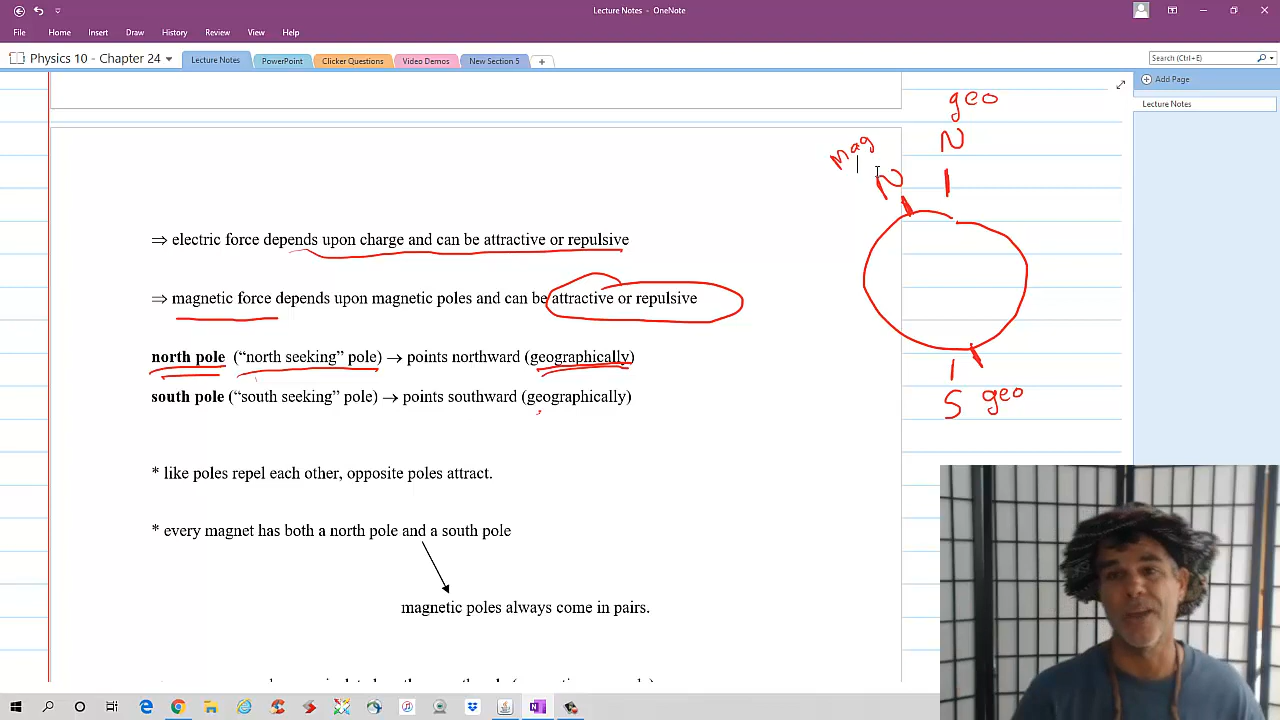 Lecture Notes - OneNote
File Home Insert Draw History Review View Help
Physics 10 - Chapter 24 Lecture Notes PowerPoint Clicker Questions Video Demos New Section 5
Search (Ctrl+E)
Add Page
Lecture Notes
geo
N
Mag
N
⇒ electric force depends upon charge and can be attractive or repulsive
⇒ magnetic force depends upon magnetic poles and can be attractive or repulsive
north pole (“north seeking” pole) → points northward (geographically)
south pole (“south seeking” pole) → points southward (geographically)
S geo
* like poles repel each other, opposite poles attract.
* every magnet has both a north pole and a south pole
magnetic poles always come in pairs.